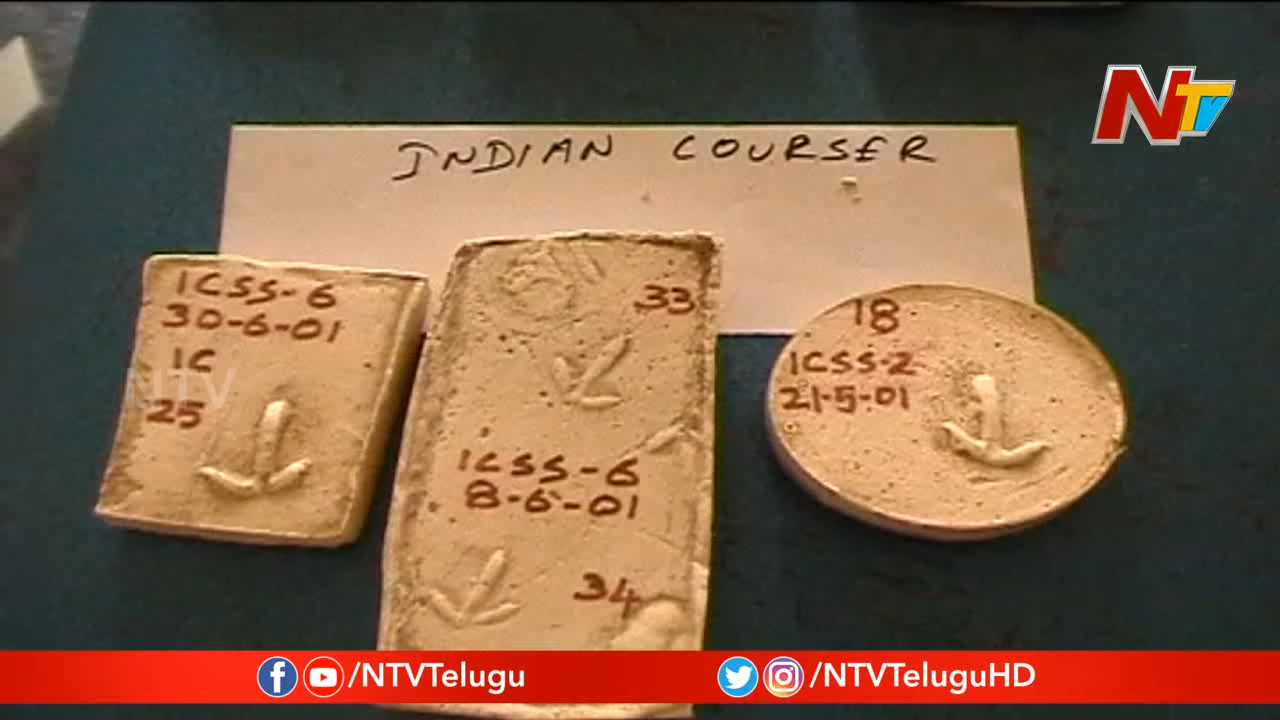 NTV
INDIAN COURSER
ICSS-6
30-6-01
IC
25
NTV
33
ICSS-6
8-6-01
34
18
ICSS-2
21-5-01
/NTVTelugu
/NTVTeluguHD